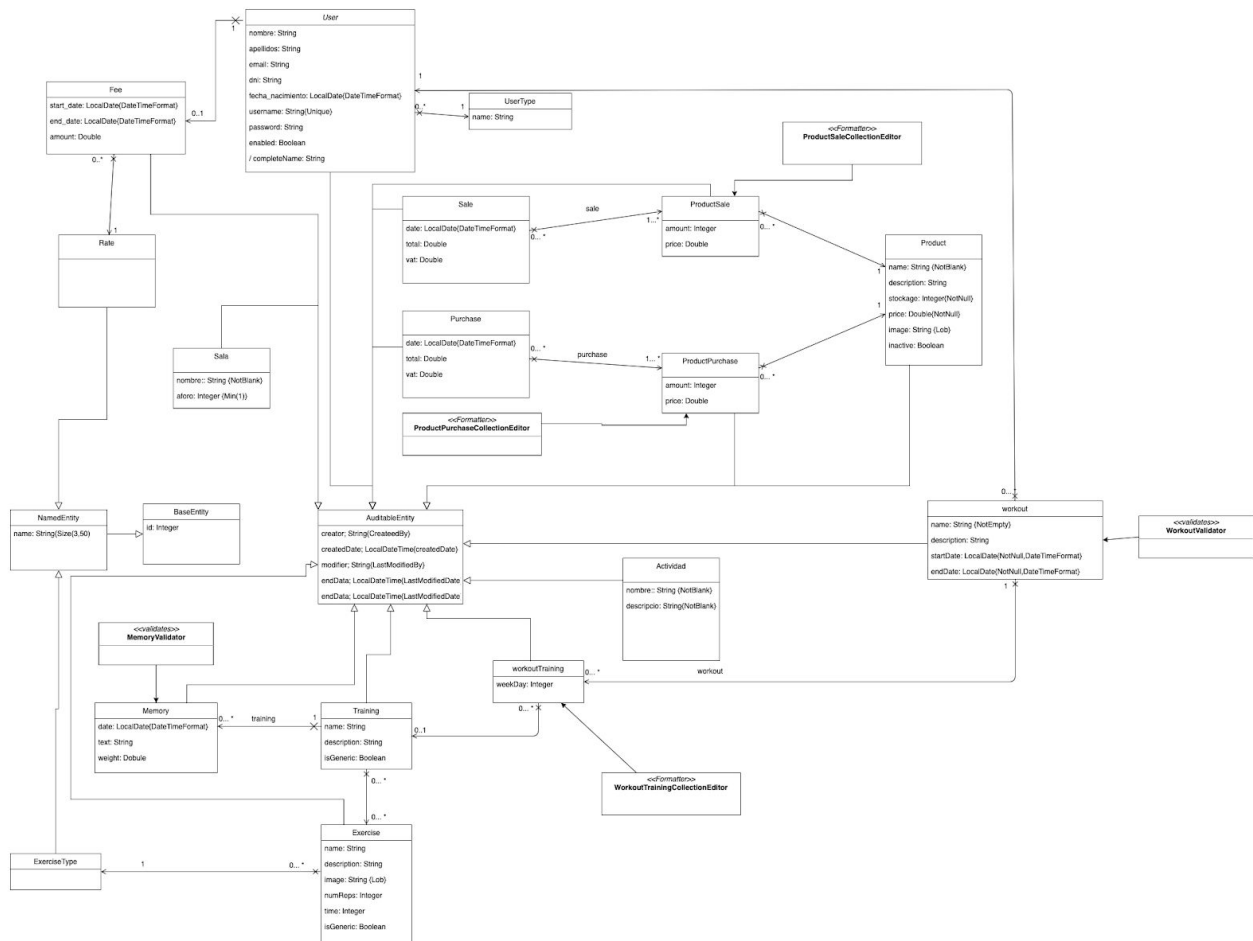 User
nombre: String
apellidos: String
email: String
dni: String
fecha_nacimiento: LocalDate{DateTimeFormat}
username: String{Unique}
password: String
enabled: Boolean
/ completeName: String
1
0..1
Fee
start_date: LocalDate{DateTimeFormat}
end_date: LocalDate{DateTimeFormat}
amount: Double
0..*
1
Rate
0..*
1
UserType
name: String
1
<<Formatter>>
ProductSaleCollectionEditor
Sale
date: LocalDate{DateTimeFormat}
total: Double
vat: Double
sale
0... *
1...*
ProductSale
amount: Integer
price: Double
0... *
1
Product
name: String {NotBlank}
description: String
stockage: Integer{NotNull}
price: Double{NotNull}
image: String {Lob}
inactive: Boolean
1
Purchase
date: LocalDate{DateTimeFormat}
total: Double
vat: Double
0... *
purchase
1... *
ProductPurchase
amount: Integer
price: Double
0... *
<<Formatter>>
ProductPurchaseCollectionEditor
Sala
nombre:: String {NotBlank}
aforo: Integer {Min(1)}
NamedEntity
name: String(Size(3,50)
BaseEntity
id: Integer
AuditableEntity
creator; String(CreateedBy)
createdDate; LocalDateTime(createdDate)
modifier; String(LastModifiedBy)
endData; LocalDateTime(LastModifiedDate
endData; LocalDateTime(LastModifiedDate
0... *
workout
name: String {NotEmpty}
description: String
startDate: LocalDate{NotNull,DateTimeFormat}
endDate: LocalDate{NotNull,DateTimeFormat}
1
<<validates>>
WorkoutValidator
Actividad
nombre:: String {NotBlank}
descripcio: String{NotBlank}
<<validates>>
MemoryValidator
workoutTraining
weekDay: Integer
0... *
workout
0... *
0..1
Memory
date: LocalDate{DateTimeFormat}
text: String
weight: Dobule
0... *
training
1
Training
name: String
description: String
isGeneric: Boolean
0... *
0... *
<<Formatter>>
WorkoutTrainingCollectionEditor
Exercise
name: String
description: String
image: String {Lob}
numReps: Integer
time: Integer
isGeneric: Boolean
ExerciseType
1
0... *